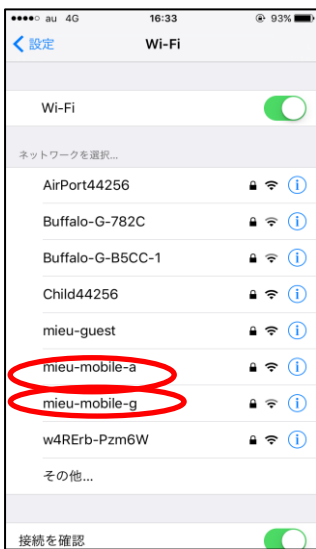 au 4G 16:33 93%
設定 Wi-Fi
Wi-Fi
ネットワークを選択...
AirPort44256
Buffalo-G-782C
Buffalo-G-B5CC-1
Child44256
mieu-guest
mieu-mobile-a
mieu-mobile-g
w4RErb-Pzm6W
その他...
接続を確認